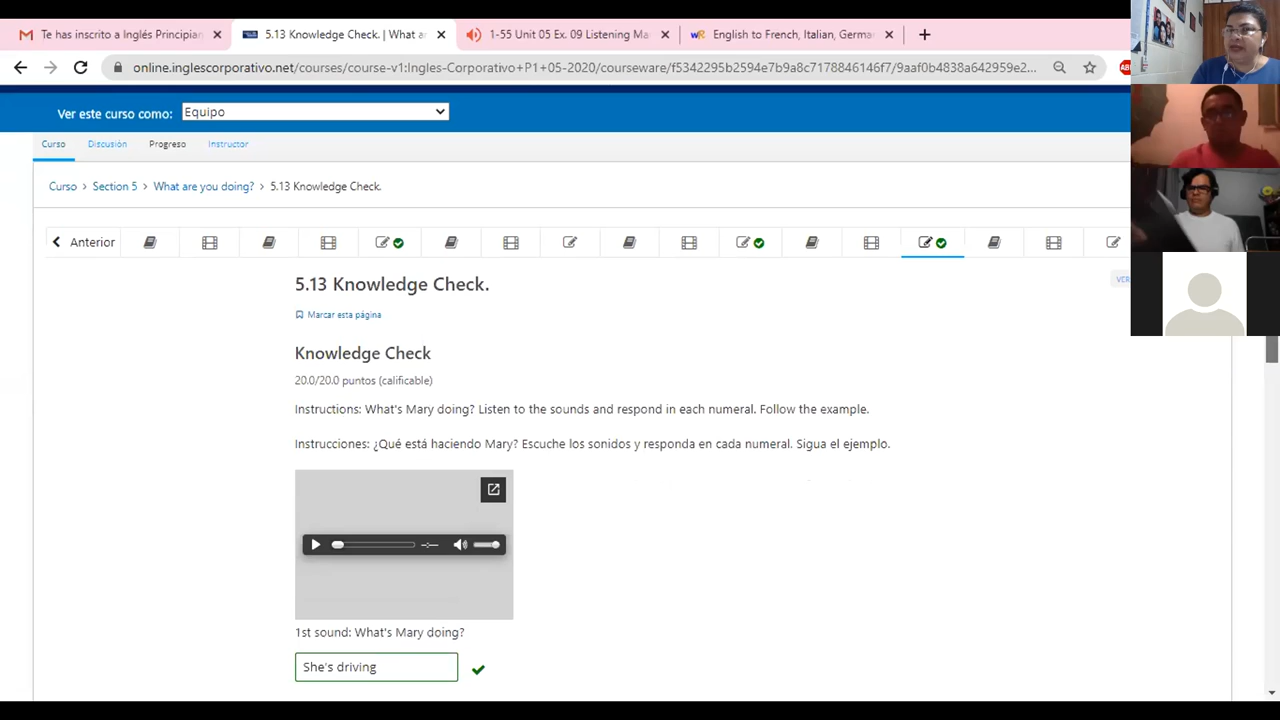 Te has inscrito a Inglés Principian
5.13 Knowledge Check. | What ar
1-55 Unit 05 Ex. 09 Listening Ma
English to French, Italian, Germa
online.inglescorporativo.net/courses/course-v1:Ingles-Corporativo+P1+05-2020/courseware/f5342295b2594e7b9a8c7178846146f7/9aaf0b4838a642959e2...
Ver este curso como: Equipo
Curso Discusión Progreso Instructor
Curso > Section 5 > What are you doing? > 5.13 Knowledge Check.
Anterior
5.13 Knowledge Check.
VER
Marcar esta página
Knowledge Check
20.0/20.0 puntos (calificable)
Instructions: What's Mary doing? Listen to the sounds and respond in each numeral. Follow the example.
Instrucciones: ¿Qué está haciendo Mary? Escuche los sonidos y responda en cada numeral. Sigua el ejemplo.
-:--
1st sound: What's Mary doing?
She's driving